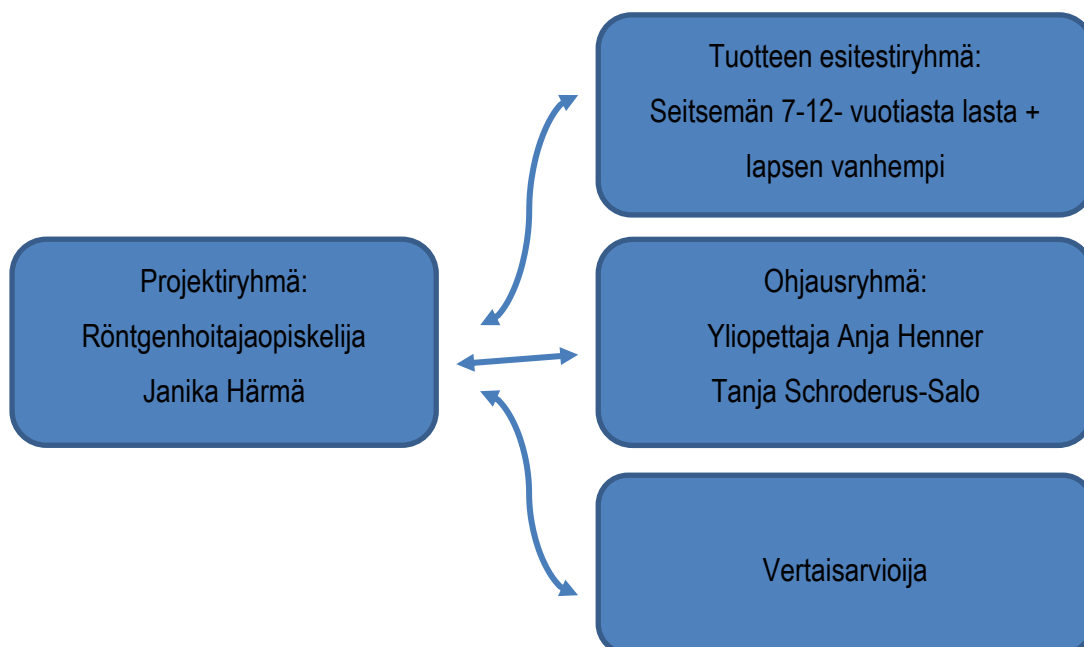 Tuotteen esitestiryhmä:
Seitsemän 7-12- vuotiasta lasta +
lapsen vanhempi
Projektiryhmä:
Röntgenhoitajaopiskelija
Janika Härmä
Ohjausryhmä:
Yliopettaja Anja Henner
Tanja Schroderus-Salo
Vertaisarvioija